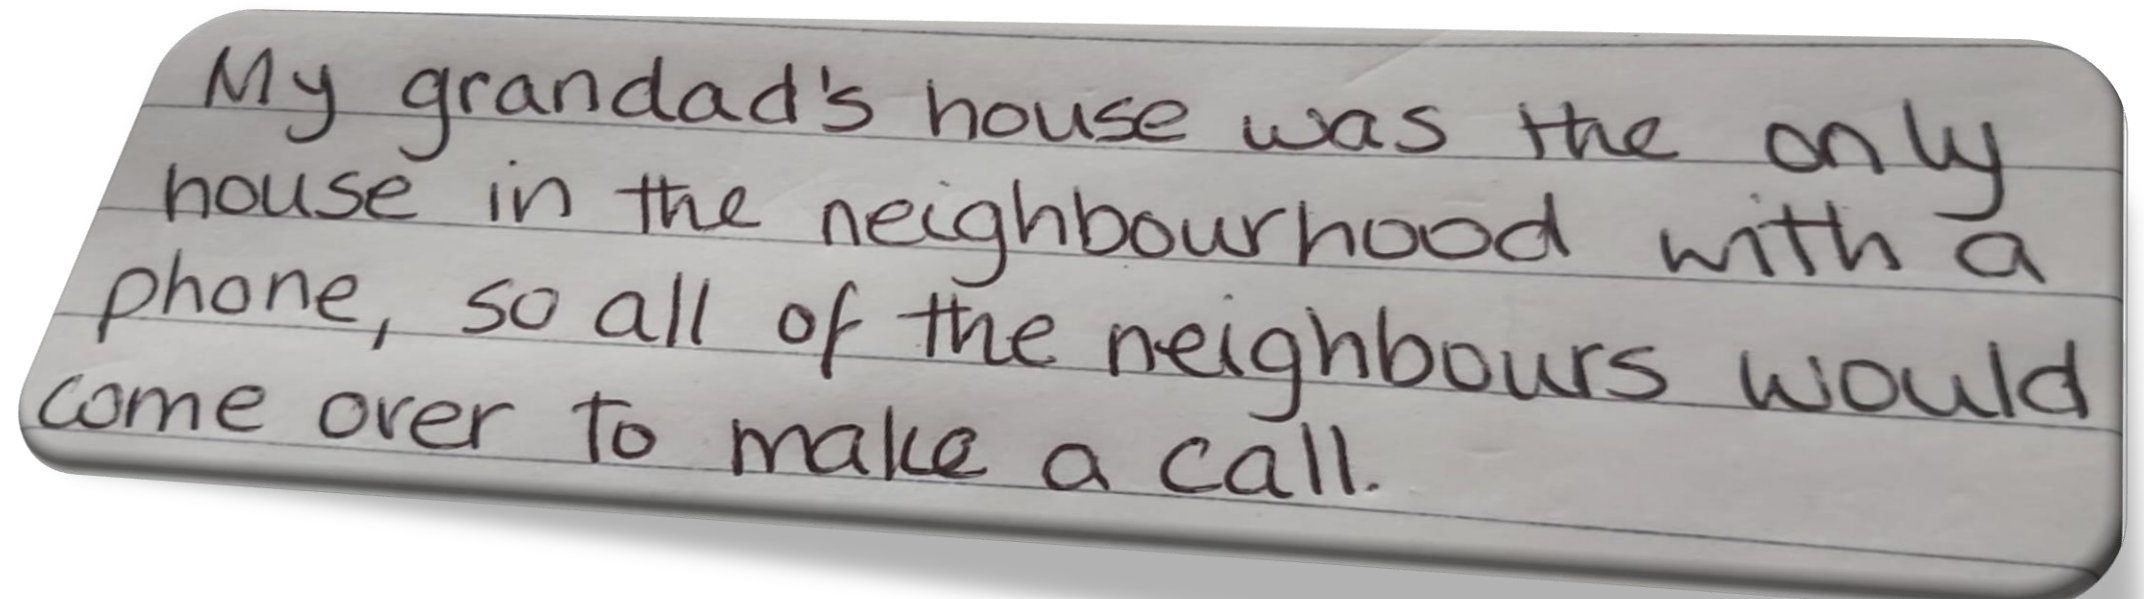 My grandad's house was the only
house in the neighbourhood with a
phone, so all of the neighbours would
come over to make a call.